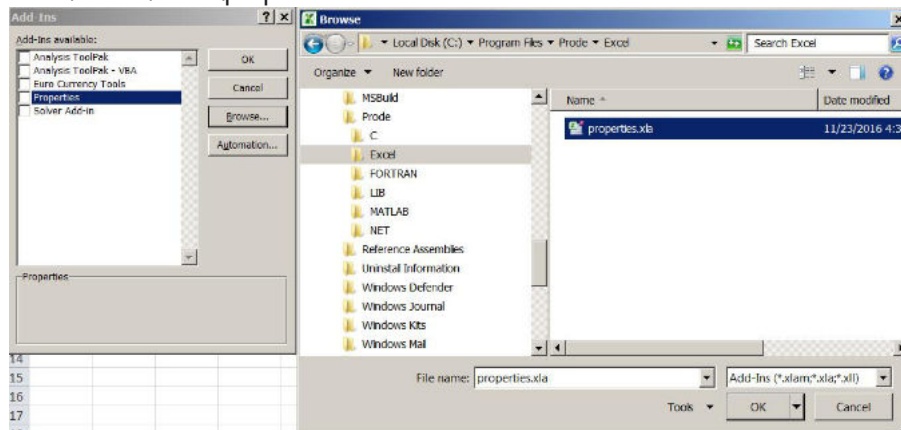 Add-Ins
Add-Ins available:
Analysis ToolPak
Analysis ToolPak - VBA
Euro Currency Tools
Properties
Solver Add-in
OK
Cancel
Browse...
Automation...
Properties
14
15
16
17
Browse
Local Disk (C:) Program Files Prode Excel
Search Excel
Organize New folder
MSBuild
Prode
C
Excel
FORTRAN
LIB
MATLAB
NET
Reference Assemblies
Uninstall Information
Windows Defender
Windows Journal
Windows Kits
Windows Mail
Name
Date modified
properties.xla
11/23/2016 4:3
File name: properties.xla
Add-Ins (*.xlam;*.xla;*.xll)
Tools
OK
Cancel